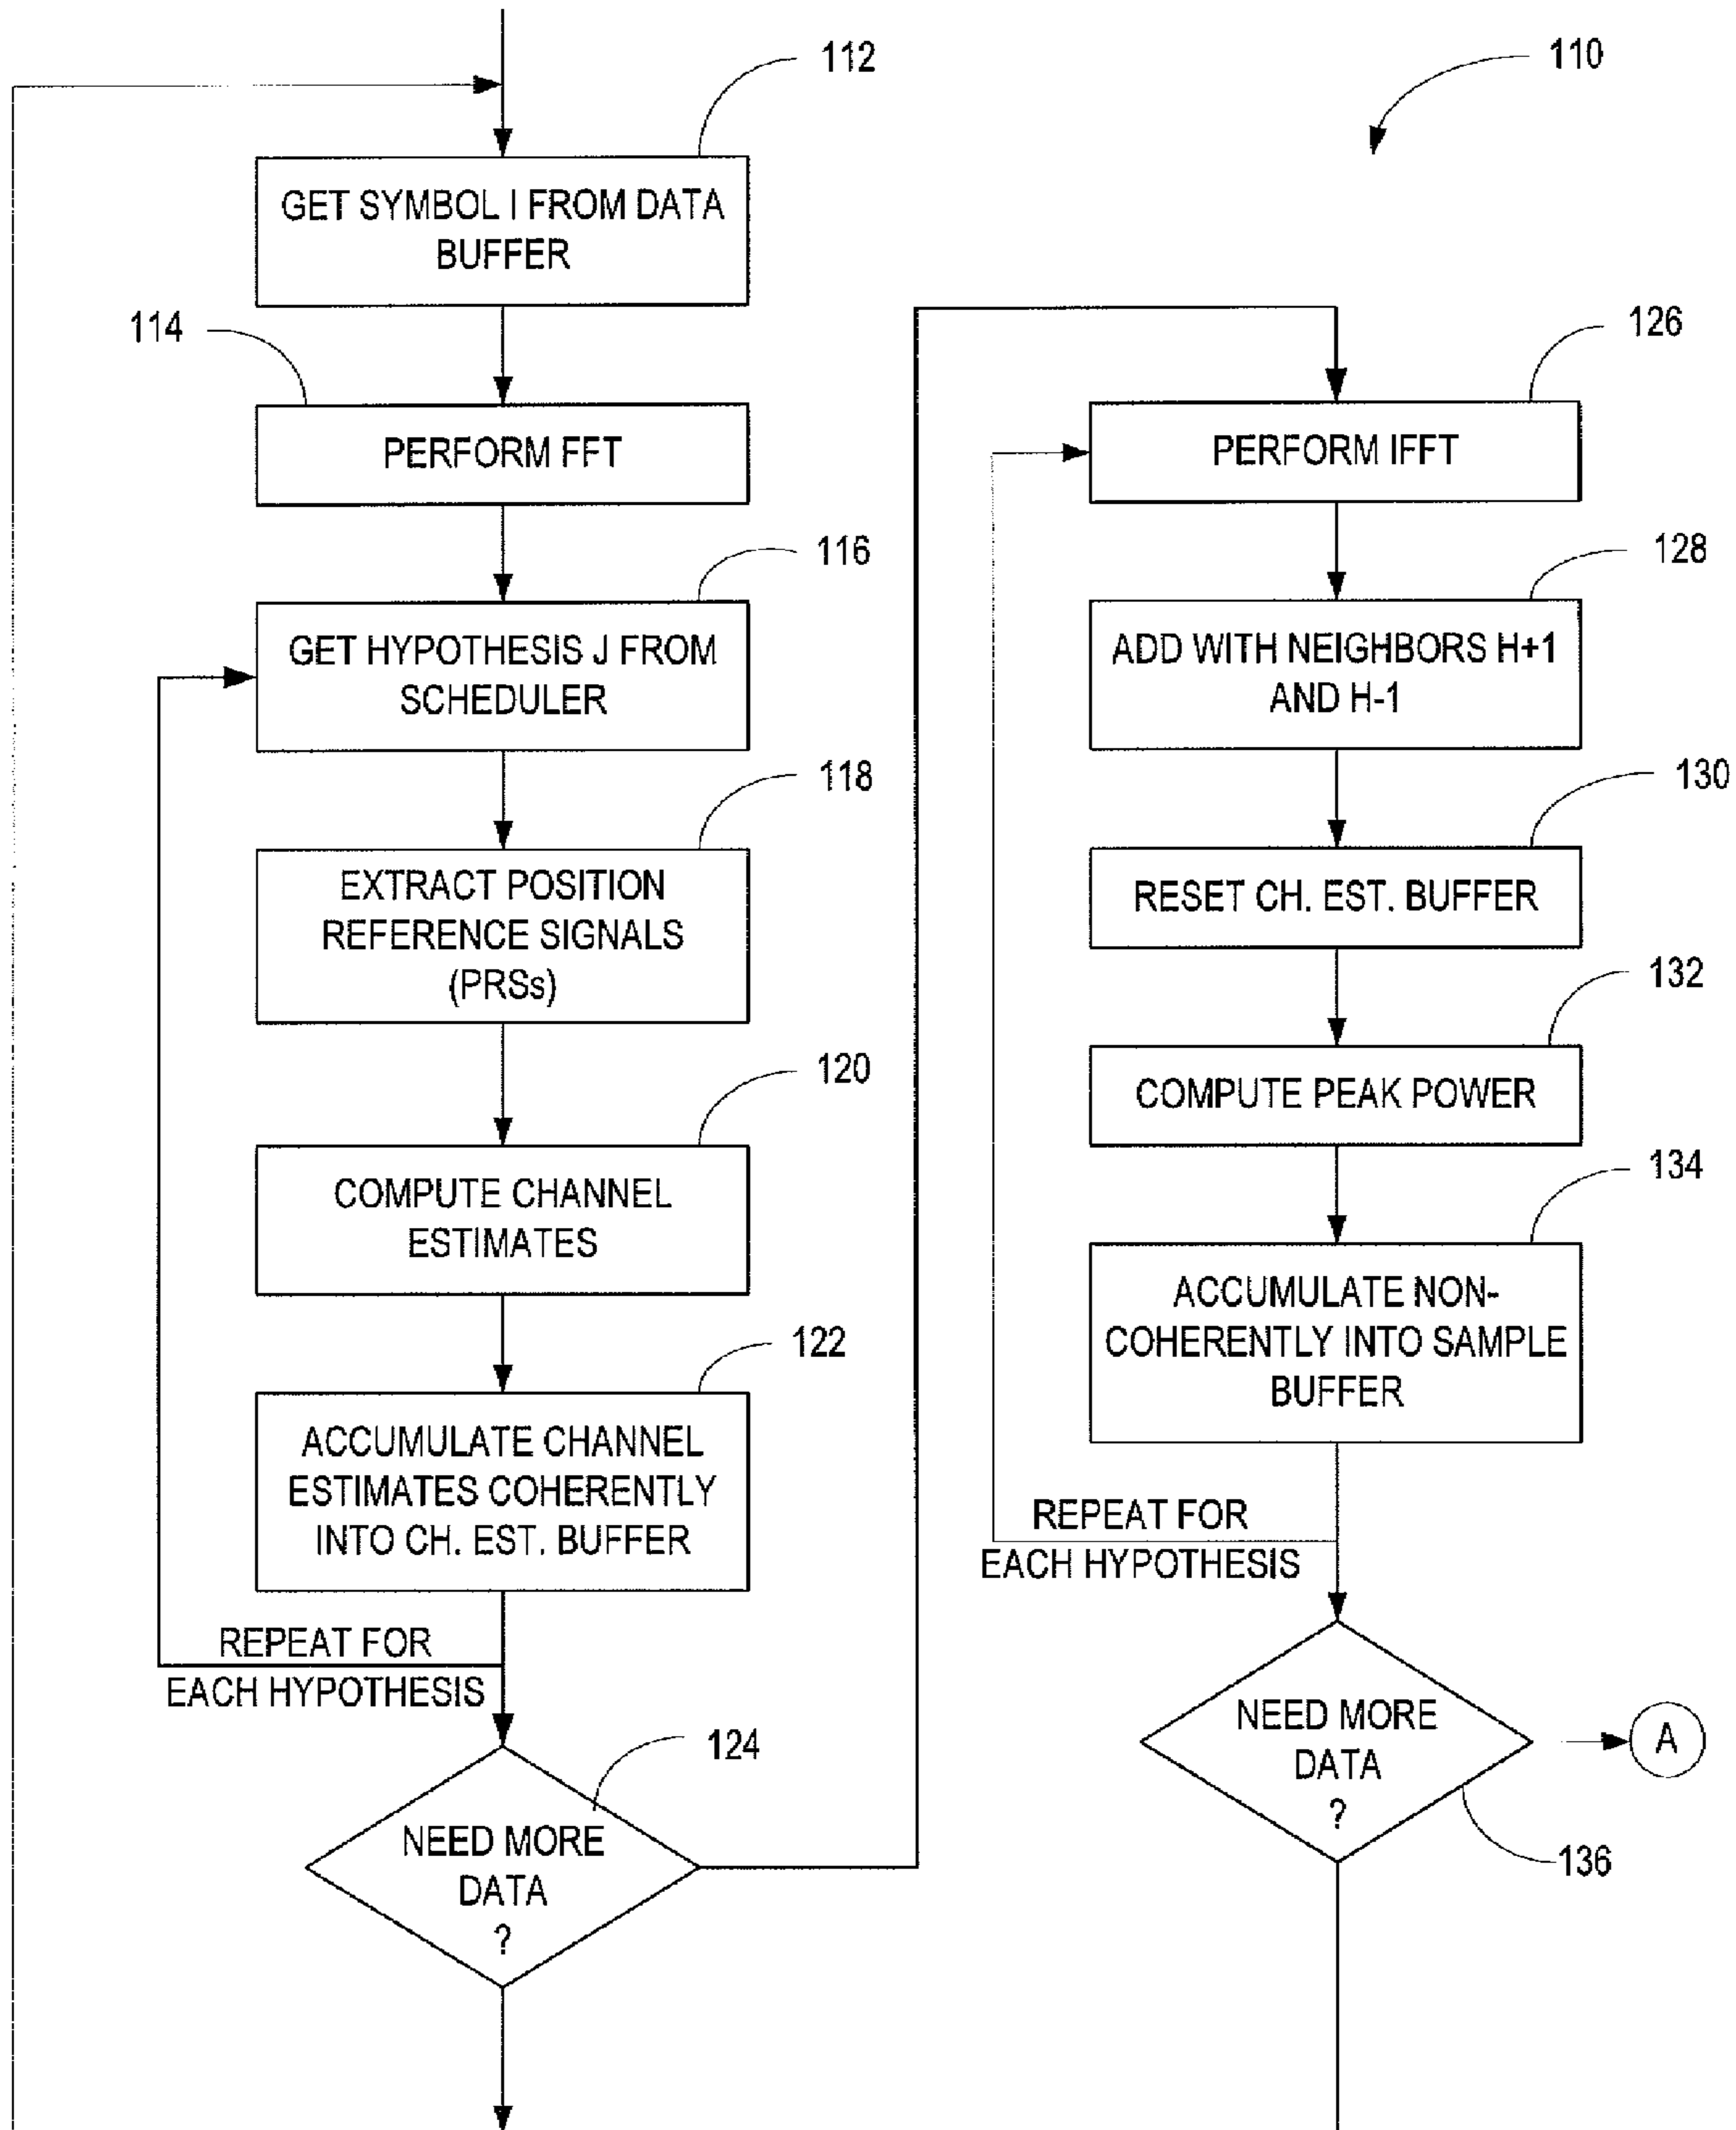 112
110
GET SYMBOL I FROM DATA
BUFFER
114
PERFORM FFT
116
GET HYPOTHESIS J FROM
SCHEDULER
118
EXTRACT POSITION
REFERENCE SIGNALS
(PRSs)
120
COMPUTE CHANNEL
ESTIMATES
122
ACCUMULATE CHANNEL
ESTIMATES COHERENTLY
INTO CH. EST. BUFFER
REPEAT FOR
EACH HYPOTHESIS
124
NEED MORE
DATA
?
126
PERFORM IFFT
128
ADD WITH NEIGHBORS H+1
AND H-1
130
RESET CH. EST. BUFFER
132
COMPUTE PEAK POWER
134
ACCUMULATE NON-
COHERENTLY INTO SAMPLE
BUFFER
REPEAT FOR
EACH HYPOTHESIS
NEED MORE
DATA
?
A
136